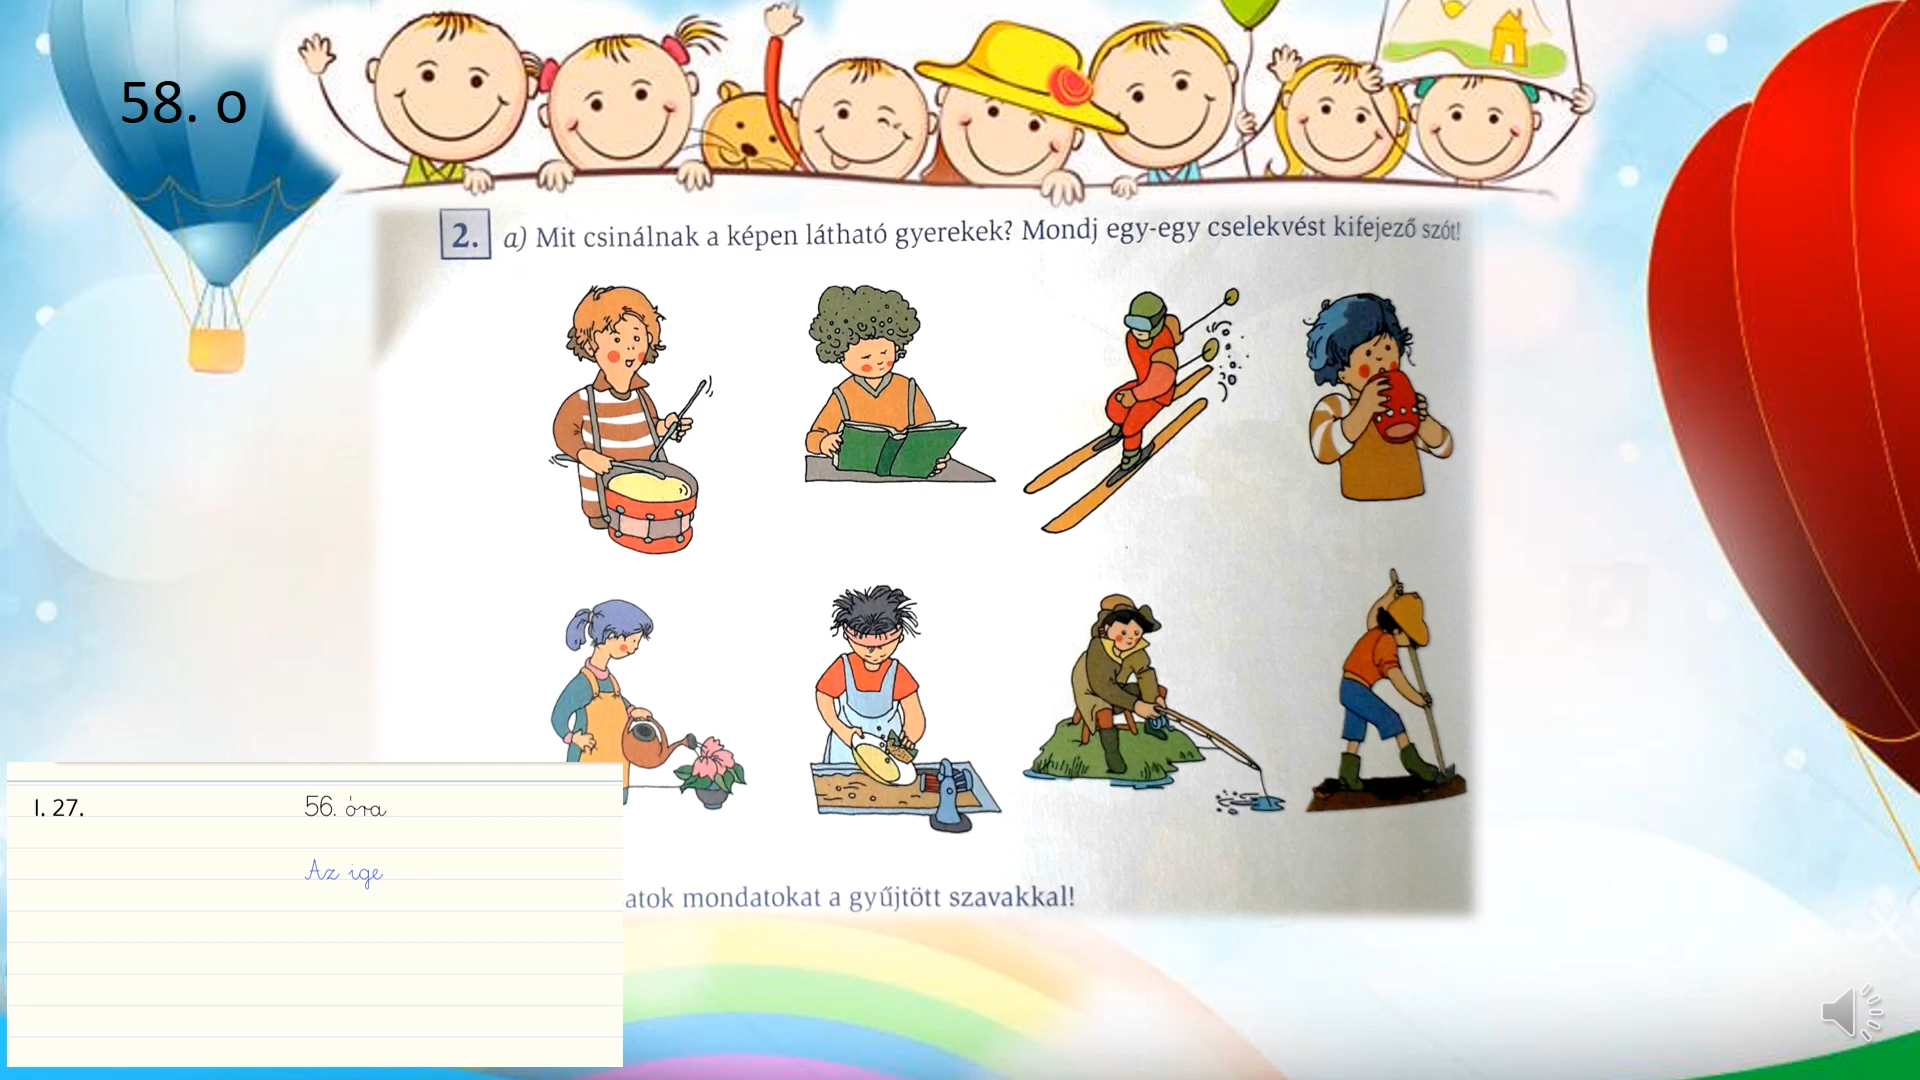 58. o
2. a) Mit csinálnak a képen látható gyerekek? Mondj egy-egy cselekvést kifejező szót!
I. 27.
56. óra
Az ige
atok mondatokat a gyűjtött szavakkal!